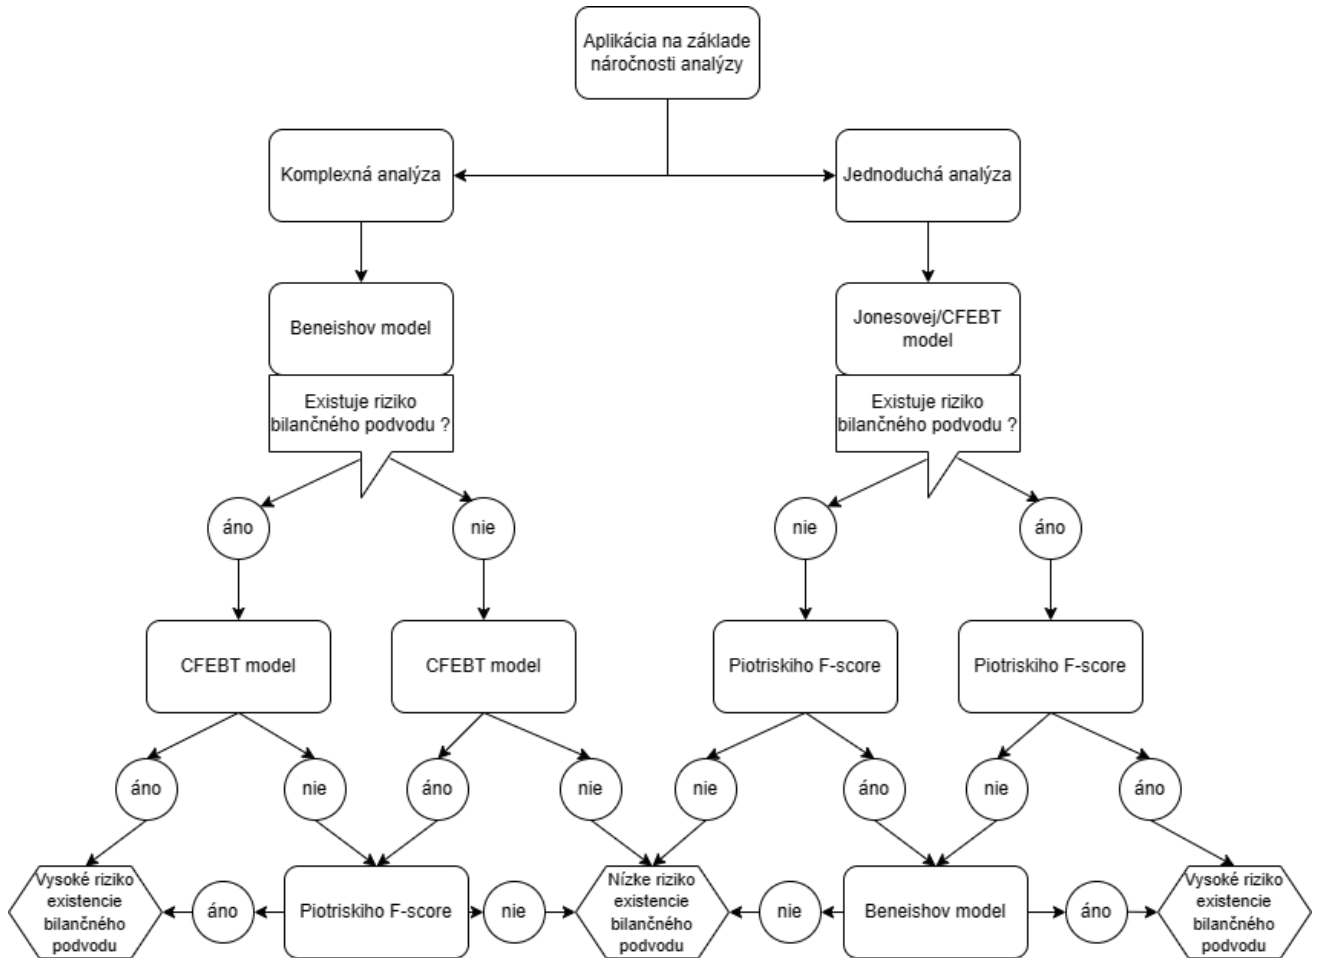 Aplikácia na základe
náročnosti analýzy
Komplexná analýza
Jednoduchá analýza
Beneishov model
Jonesovej/CFEBT
model
Existuje riziko
bilančného podvodu ?
Existuje riziko
bilančného podvodu ?
áno
nie
nie
áno
CFEBT model
CFEBT model
Piotriskiho F-score
Piotriskiho F-score
áno
nie
áno
nie
nie
áno
nie
áno
Vysoké riziko
existencie
bilančného
podvodu
áno
Piotriskiho F-score
nie
Nízke riziko
existencie
bilančného
podvodu
nie
Beneishov model
áno
Vysoké riziko
existencie
bilančného
podvodu